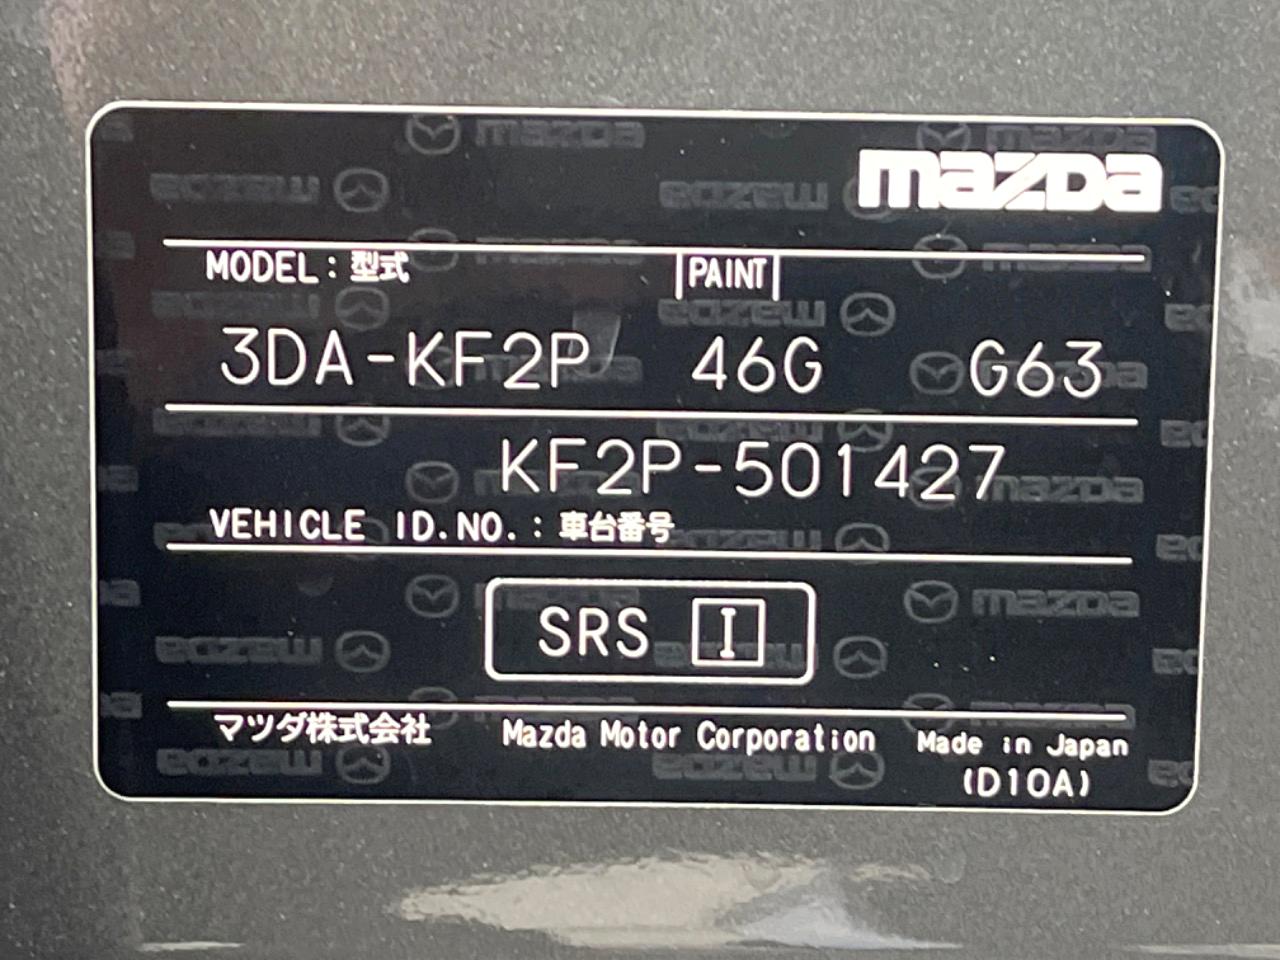 mazda
MODEL : 型式 PAINT
3DA-KF2P 46G G63
KF2P-501427
VEHICLE ID.NO. : 車台番号
SRS I
マツダ株式会社 Mazda Motor Corporation Made in Japan
(D10A)